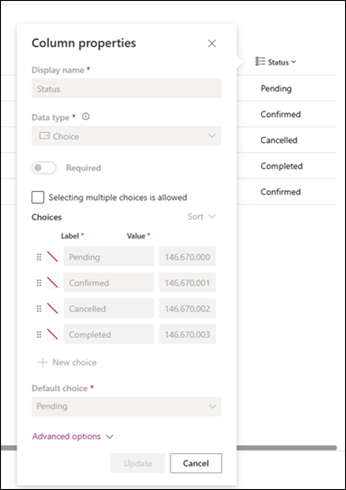 Column properties
Display name *
Status
Status
Pending
Data type *
Confirmed
Choice
Cancelled
Required
Completed
Confirmed
Selecting multiple choices is allowed
Choices
Sort
Label * Value *
Pending 146,670,000
Confirmed 146,670,001
Cancelled 146,670,002
Completed 146,670,003
New choice
Default choice *
Pending
Advanced options
Update Cancel